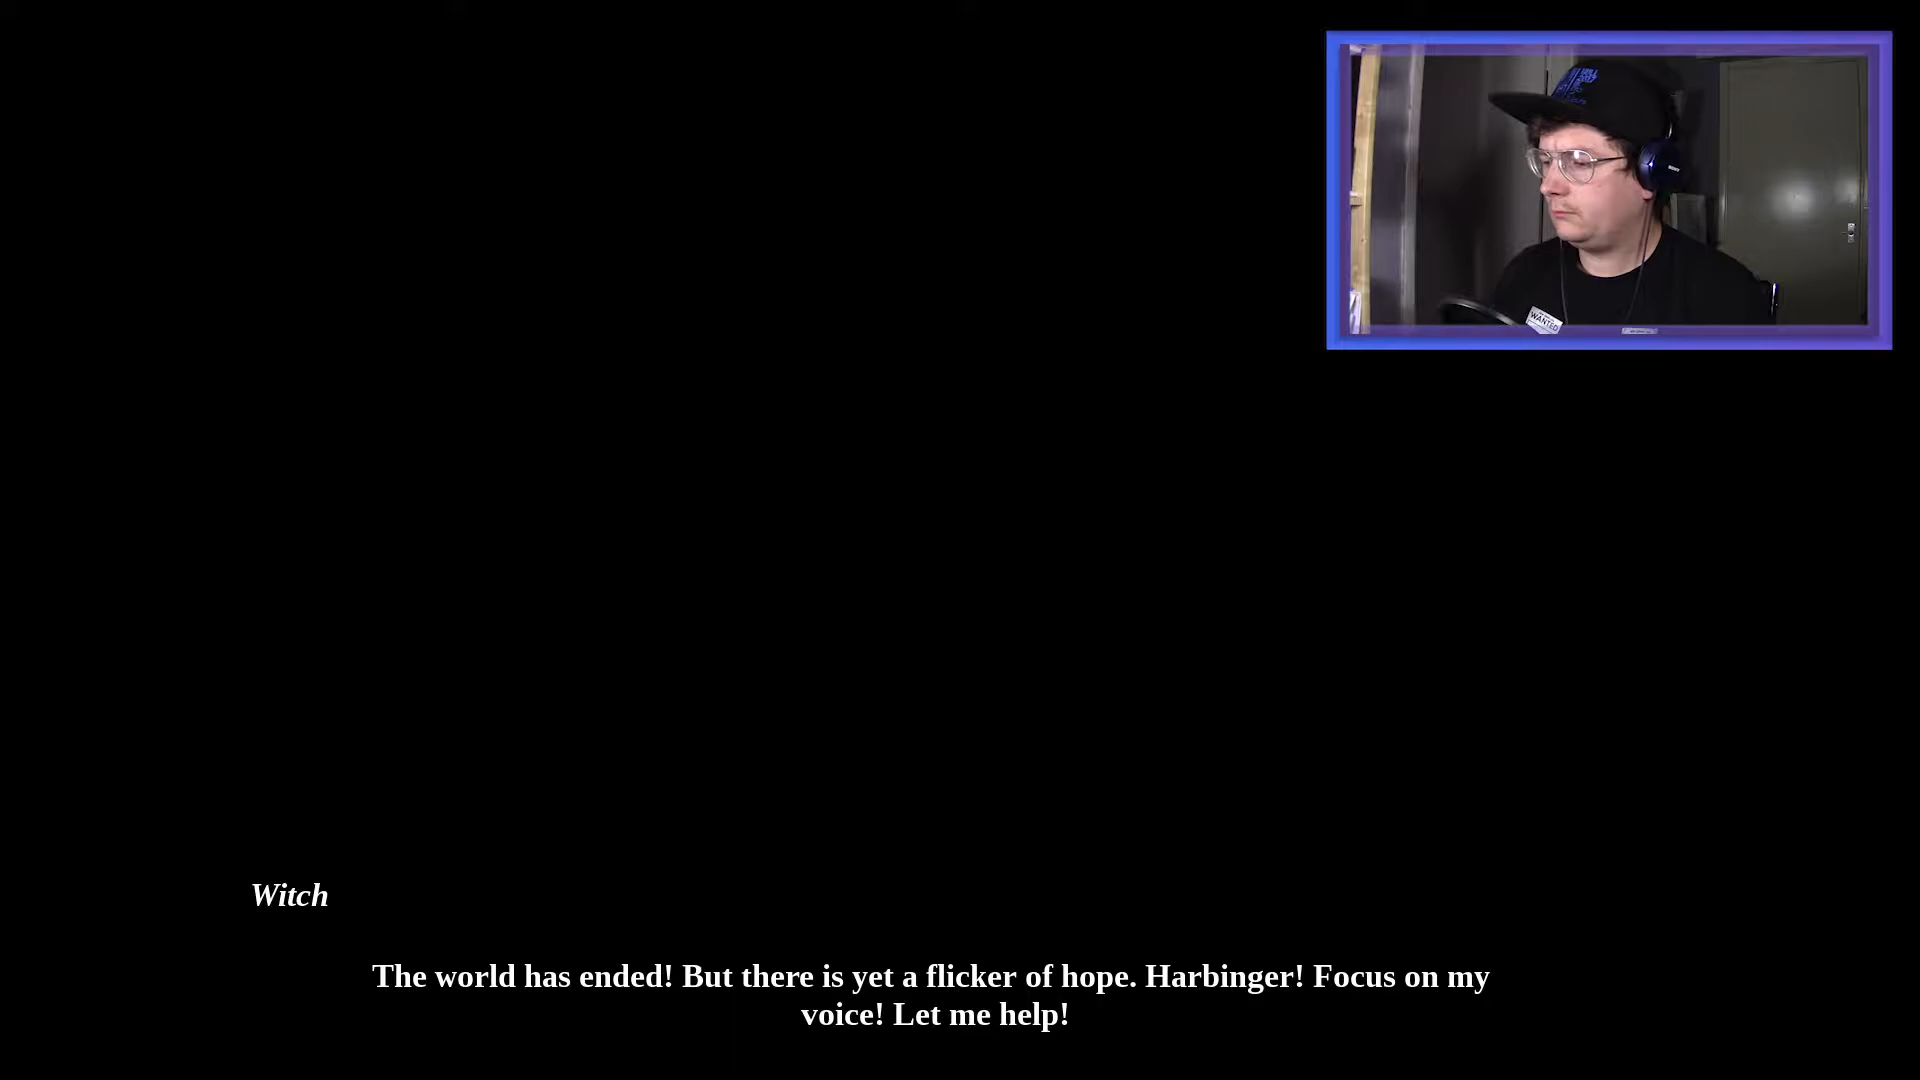 WANTED
Witch
The world has ended! But there is yet a flicker of hope. Harbinger! Focus on my
voice! Let me help!